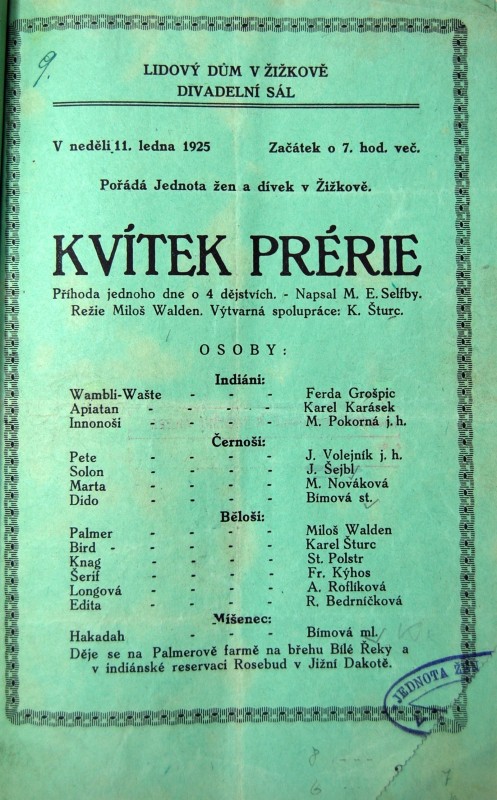 9.
LIDOVÝ DŮM V ŽIŽKOVĚ
DIVADELNÍ SÁL
V neděli 11. ledna 1925 Začátek o 7. hod. več.
Pořádá Jednota žen a dívek v Žižkově.
KVÍTEK PRÉRIE
Příhoda jednoho dne o 4 dějstvích. - Napsal M. E. Selfby.
Režie Miloš Walden. Výtvarná spolupráce: K. Šturc.
OSOBY:
Indiáni:
Wambli-Wašte - - - Ferda Grošpic
Apiatan - - - - Karel Karásek
Innonoši - - - - M. Pokorná j. h.
Černoši:
Pete - - - - J. Volejník j. h.
Solon - - - - J. Šejbl
Marta - - - - M. Nováková
Dido - - - - Bímová st.
Běloši:
Palmer - - - - Miloš Walden
Bird - - - - - Karel Šturc
Knag - - - - St. Polstr
Šerif - - - - Fr. Kýhos
Longová - - - - A. Roflíková
Edita - - - - R. Bedrníčková
Míšenec:
Hakadah - - - Bímová ml.
Děje se na Palmerově farmě na břehu Bílé Řeky a
v indiánské reservaci Rosebud v Jižní Dakotě.
JEDNOTA ŽEN
8 - - -
6 - - - 7